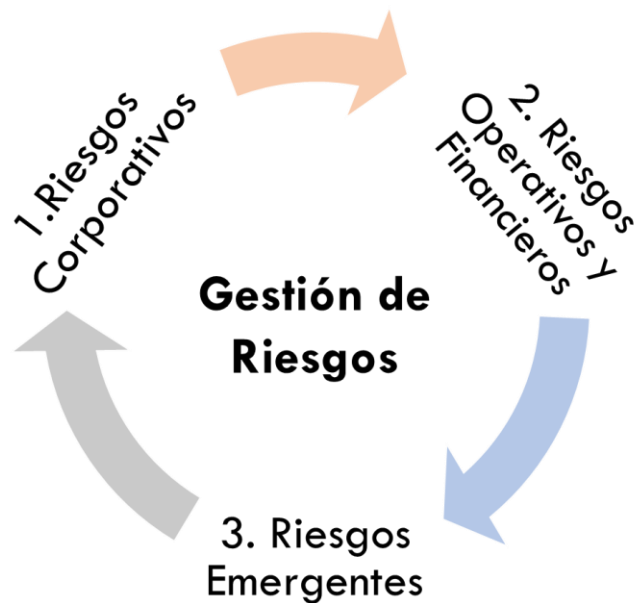 1.Riesgos
Corporativos
2. Riesgos
Operativos y
Financieros
Gestión de
Riesgos
3. Riesgos
Emergentes